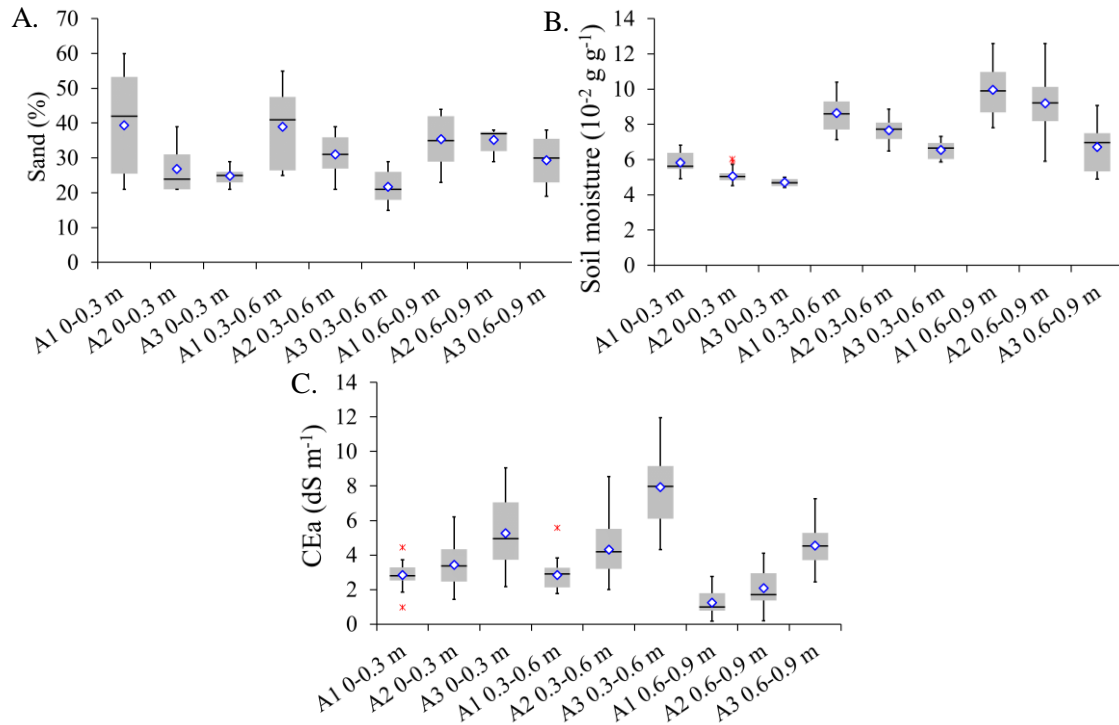 A.
70
60
50
40
30
20
10
0
Sand (%)
A1 0–0.3 m
A2 0–0.3 m
A3 0–0.3 m
A1 0.3–0.6 m
A2 0.3–0.6 m
A3 0.3–0.6 m
A1 0.6–0.9 m
A2 0.6–0.9 m
A3 0.6–0.9 m
B.
14
12
10
8
6
4
2
0
Soil moisture (10⁻² g g⁻¹)
A1 0–0.3 m
A2 0–0.3 m
A3 0–0.3 m
A1 0.3–0.6 m
A2 0.3–0.6 m
A3 0.3–0.6 m
A1 0.6–0.9 m
A2 0.6–0.9 m
A3 0.6–0.9 m
C.
14
12
10
8
6
4
2
0
CEa (dS m⁻¹)
A1 0–0.3 m
A2 0–0.3 m
A3 0–0.3 m
A1 0.3–0.6 m
A2 0.3–0.6 m
A3 0.3–0.6 m
A1 0.6–0.9 m
A2 0.6–0.9 m
A3 0.6–0.9 m